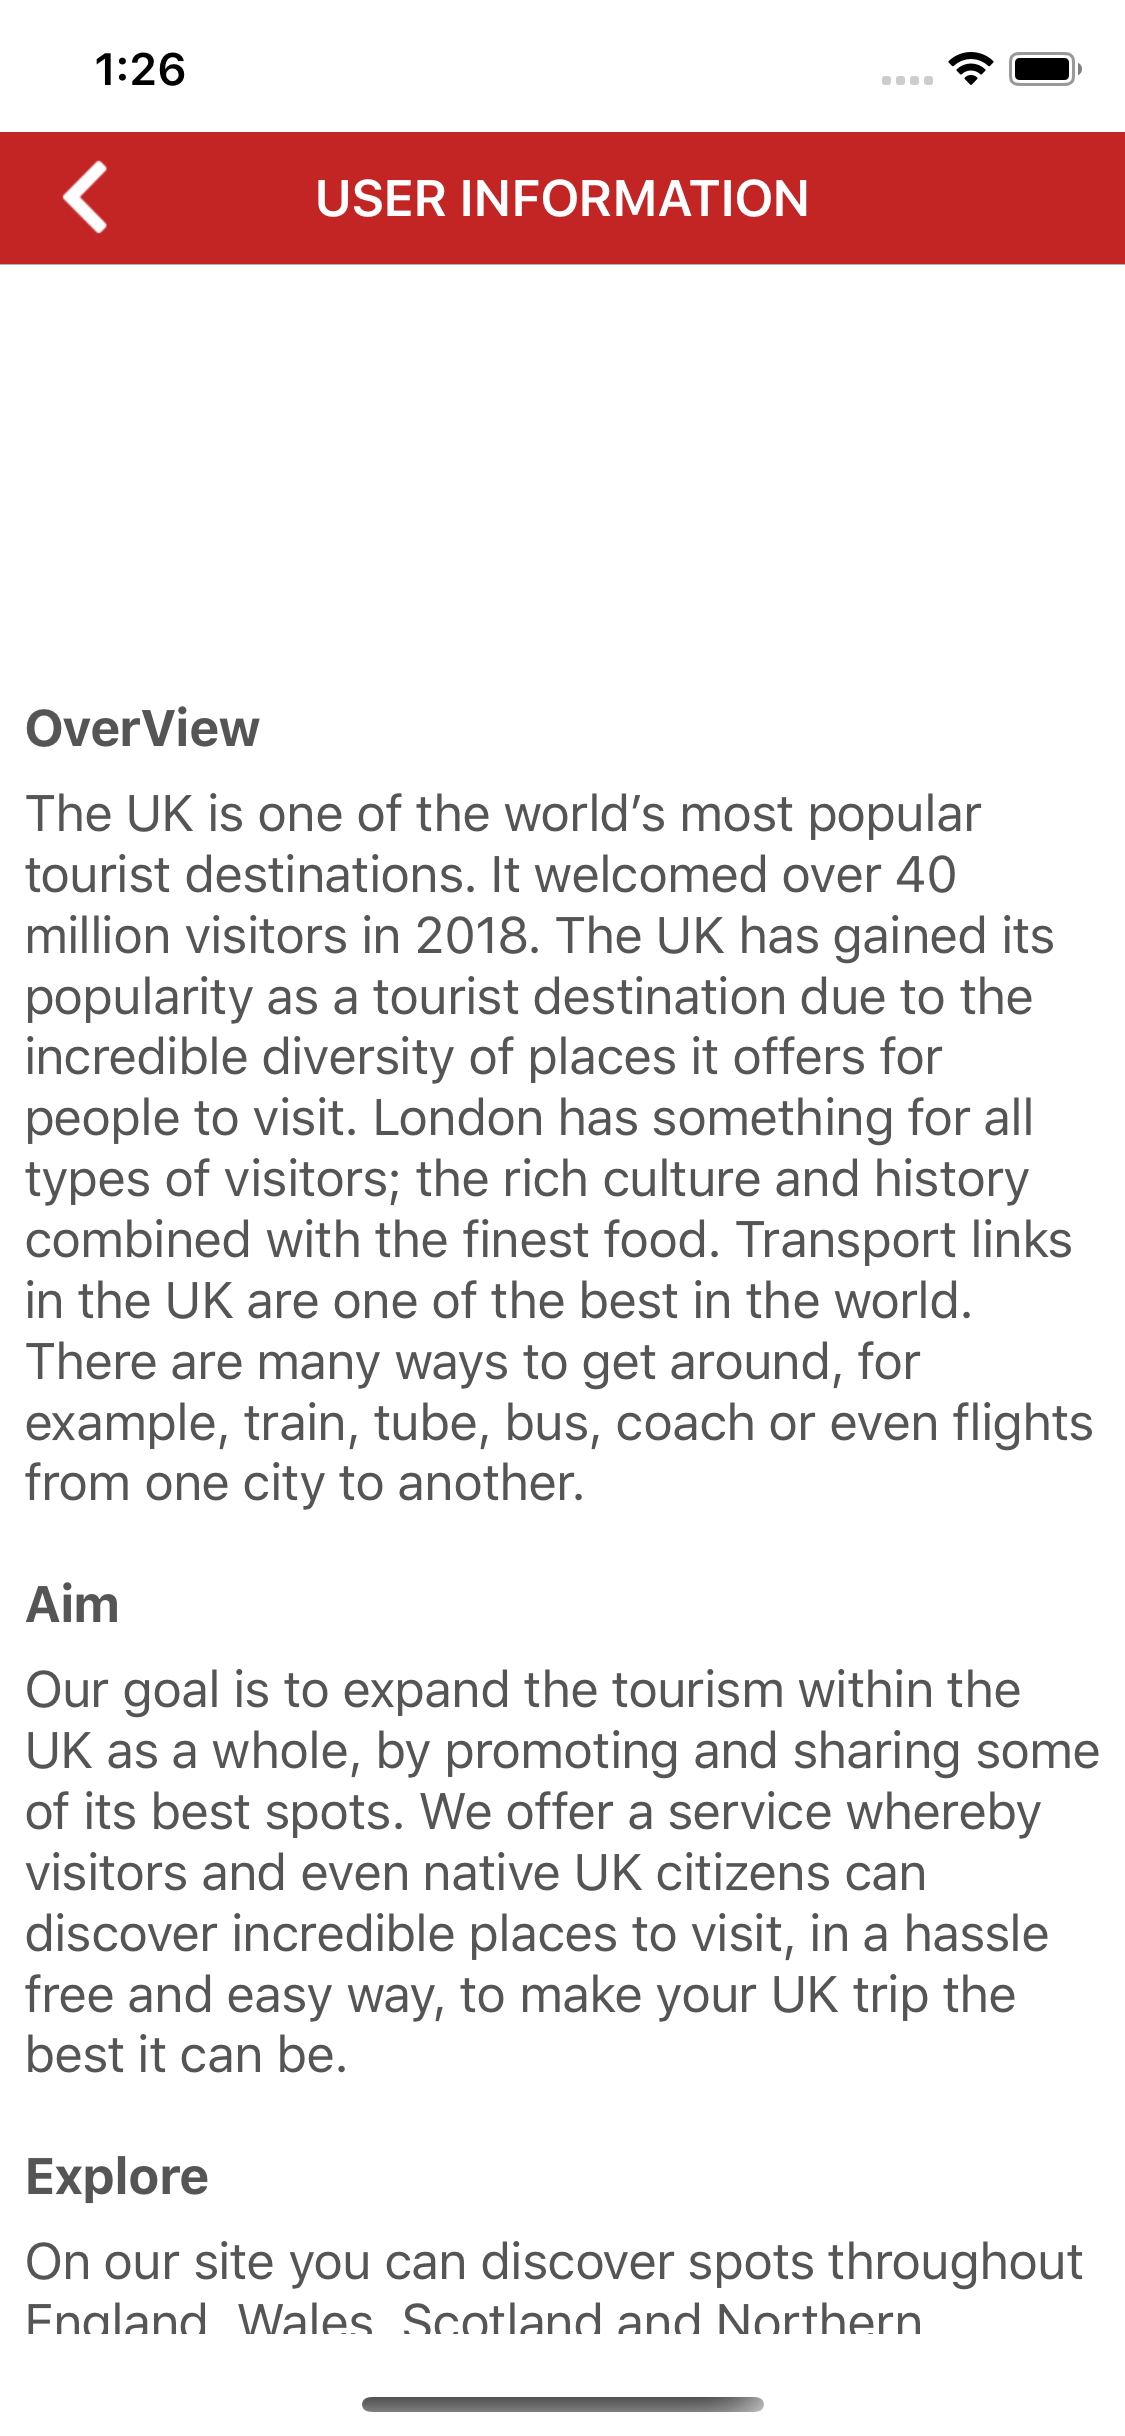 1:26
USER INFORMATION
OverView
The UK is one of the world’s most popular
tourist destinations. It welcomed over 40
million visitors in 2018. The UK has gained its
popularity as a tourist destination due to the
incredible diversity of places it offers for
people to visit. London has something for all
types of visitors; the rich culture and history
combined with the finest food. Transport links
in the UK are one of the best in the world.
There are many ways to get around, for
example, train, tube, bus, coach or even flights
from one city to another.
Aim
Our goal is to expand the tourism within the
UK as a whole, by promoting and sharing some
of its best spots. We offer a service whereby
visitors and even native UK citizens can
discover incredible places to visit, in a hassle
free and easy way, to make your UK trip the
best it can be.
Explore
On our site you can discover spots throughout
England, Wales, Scotland and Northern